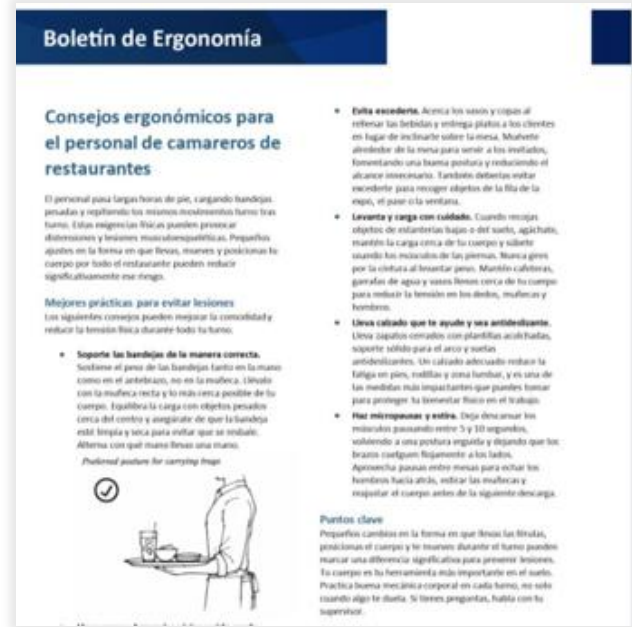 Boletín de Ergonomía
Consejos ergonómicos para
el personal de camareros de
restaurantes
El personal pasa largas horas de pie, cargando bandejas
pesadas y repitiendo los mismos movimientos turno tras
turno. Estas exigencias físicas pueden provocar
distensiones y lesiones musculoesqueléticas. Pequeños
ajustes en la forma en que llevas, mueves y posicionas tu
cuerpo por todo el restaurante pueden reducir
significativamente ese riesgo.
Mejores prácticas para evitar lesiones
Los siguientes consejos pueden mejorar la comodidad y
reducir la tensión física durante todo tu turno.
• Soporte las bandejas de la manera correcta.
Sostiene el peso de las bandejas tanto en la mano
como en el antebrazo, no en la muñeca. Llévalo
con la muñeca recta y lo más cerca posible de tu
cuerpo. Equilibra la carga con objetos pesados
cerca del centro y asegúrate de que la bandeja
esté limpia y seca para evitar que se resbale.
Alterna con qué mano llevas una mano.
Preferred posture for carrying trays
• Evita excederte. Acerca los vasos y copas al
rellenar las bebidas y entrega platos a los clientes
en lugar de inclinarte sobre la mesa. Muévete
alrededor de la mesa para servir a los invitados,
fomentando una buena postura y reduciendo el
alcance innecesario. También deberías evitar
excederte para recoger objetos de la fila de la
expo, el pase o la ventana.
• Levanta y carga con cuidado. Cuando recojas
objetos de estanterías bajas o del suelo, agáchate,
mantén la carga cerca de tu cuerpo y súbete
usando los músculos de las piernas. Nunca gires
por la cintura al levantar peso. Mantén cafeteras,
garrafas de agua y vasos llenos cerca de tu cuerpo
para reducir la tensión en los dedos, muñecas y
hombros.
• Lleva calzado que te ayude y sea antideslizante.
Lleva zapatos cerrados con plantillas acolchadas,
soporte sólido para el arco y suelas
antideslizantes. Un calzado adecuado reduce la
fatiga en pies, rodillas y zona lumbar, y es una de
las medidas más impactantes que puedes tomar
para proteger tu bienestar físico en el trabajo.
• Haz micropausas y estira. Deja descansar los
músculos pausando entre 5 y 10 segundos,
volviendo a una postura erguida y dejando que los
brazos cuelguen flojamente a los lados.
Aprovecha pausas entre mesas para echar los
hombros hacia atrás, estirar las muñecas y
reajustar el cuerpo antes de la siguiente descarga.
Puntos clave
Pequeños cambios en la forma en que llevas las férulas,
posicionas el cuerpo y te mueves durante el turno pueden
marcar una diferencia significativa para prevenir lesiones.
Tu cuerpo es tu herramienta más importante en el suelo.
Practica buena mecánica corporal en cada turno, no solo
cuando algo te duela. Si tienes preguntas, habla con tu
supervisor.